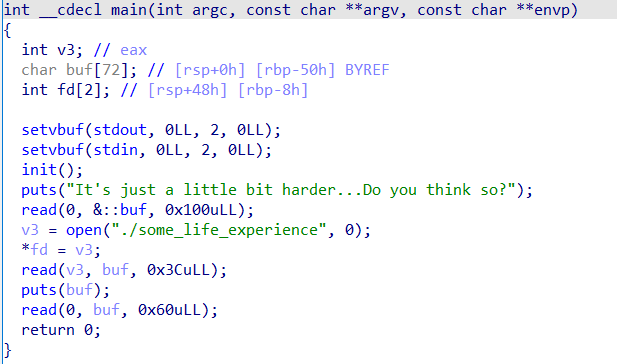 int __cdecl main(int argc, const char **argv, const char **envp)
{
  int v3; // eax
  char buf[72]; // [rsp+0h] [rbp-50h] BYREF
  int fd[2]; // [rsp+48h] [rbp-8h]

  setvbuf(stdout, 0LL, 2, 0LL);
  setvbuf(stdin, 0LL, 2, 0LL);
  init();
  puts("It's just a little bit harder...Do you think so?");
  read(0, &::buf, 0x100uLL);
  v3 = open("./some_life_experience", 0);
  *fd = v3;
  read(v3, buf, 0x3CuLL);
  puts(buf);
  read(0, buf, 0x60uLL);
  return 0;
}